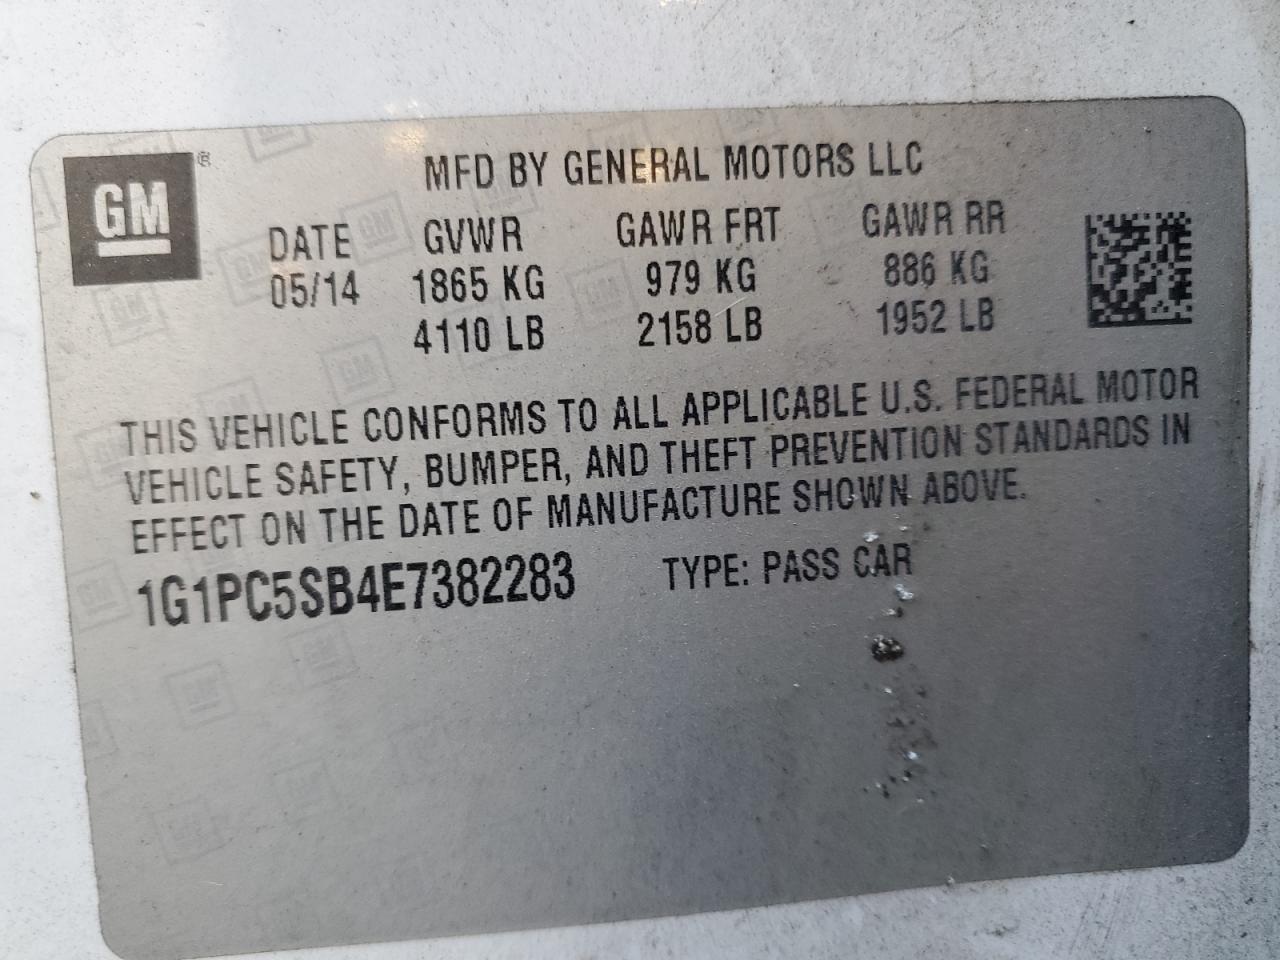 GM ®
MFD BY GENERAL MOTORS LLC
DATE GVWR GAWR FRT GAWR RR
05/14 1865 KG 979 KG 886 KG
4110 LB 2158 LB 1952 LB
THIS VEHICLE CONFORMS TO ALL APPLICABLE U.S. FEDERAL MOTOR
VEHICLE SAFETY, BUMPER, AND THEFT PREVENTION STANDARDS IN
EFFECT ON THE DATE OF MANUFACTURE SHOWN ABOVE.
1G1PC5SB4E7382283 TYPE: PASS CAR